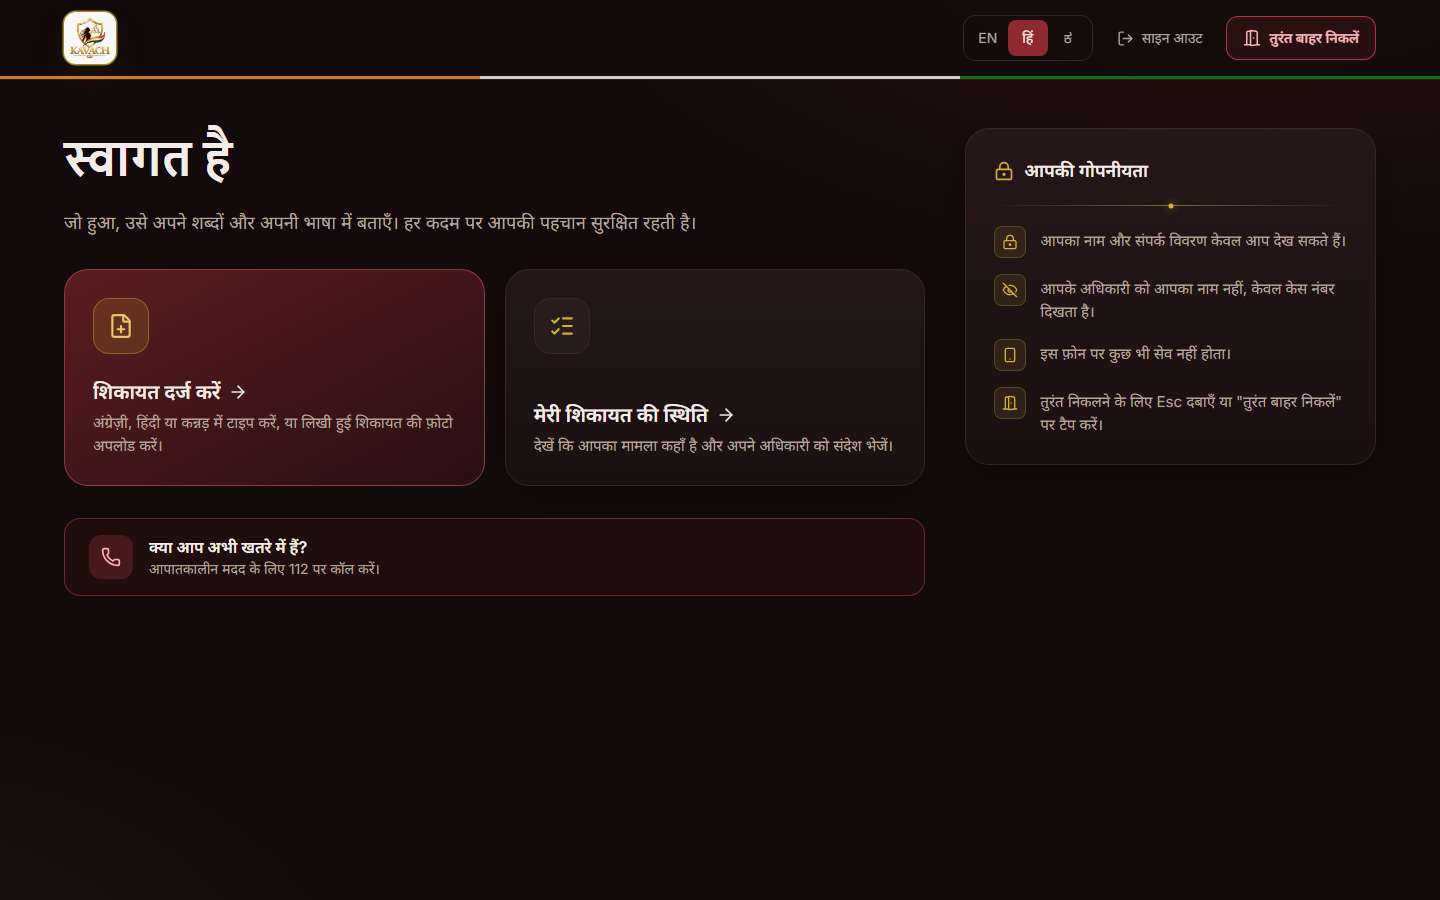 KAVACH
EN
हिं
ಕ
साइन आउट
तुरंत बाहर निकलें
स्वागत है
जो हुआ, उसे अपने शब्दों और अपनी भाषा में बताएँ। हर कदम पर आपकी पहचान सुरक्षित रहती है।
शिकायत दर्ज करें
अंग्रेज़ी, हिंदी या कन्नड़ में टाइप करें, या लिखी हुई शिकायत की फ़ोटो
अपलोड करें।
मेरी शिकायत की स्थिति
देखें कि आपका मामला कहाँ है और अपने अधिकारी को संदेश भेजें।
क्या आप अभी खतरे में हैं?
आपातकालीन मदद के लिए 112 पर कॉल करें।
आपकी गोपनीयता
आपका नाम और संपर्क विवरण केवल आप देख सकते हैं।
आपके अधिकारी को आपका नाम नहीं, केवल केस नंबर
दिखता है।
इस फ़ोन पर कुछ भी सेव नहीं होता।
तुरंत निकलने के लिए Esc दबाएँ या "तुरंत बाहर निकलें"
पर टैप करें।